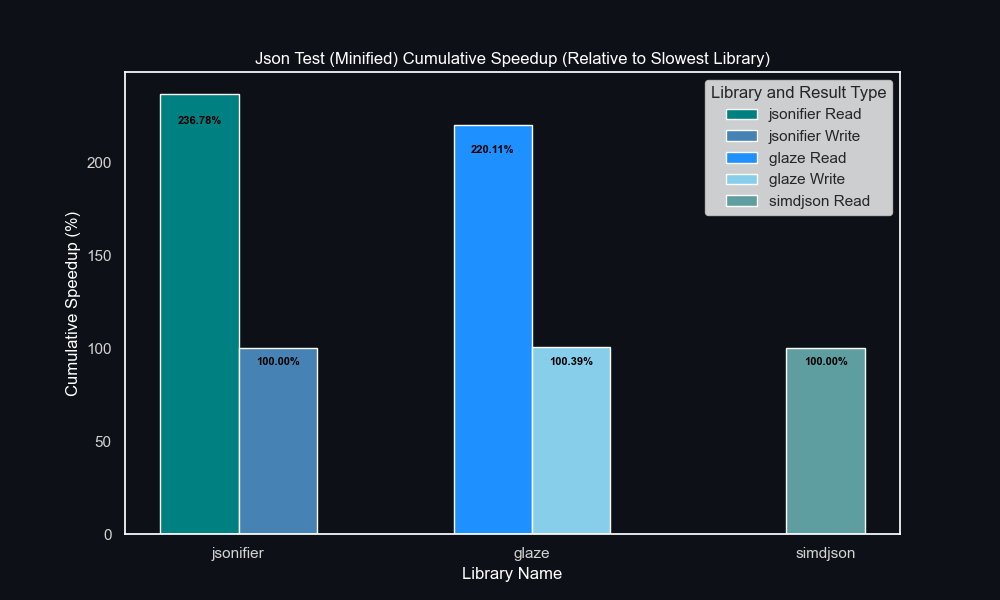 Json Test (Minified) Cumulative Speedup (Relative to Slowest Library)
Library and Result Type
jsonifier Read
jsonifier Write
glaze Read
glaze Write
simdjson Read
Cumulative Speedup (%)
200
150
100
50
0
236.78%
100.00%
220.11%
100.39%
100.00%
jsonifier
glaze
simdjson
Library Name